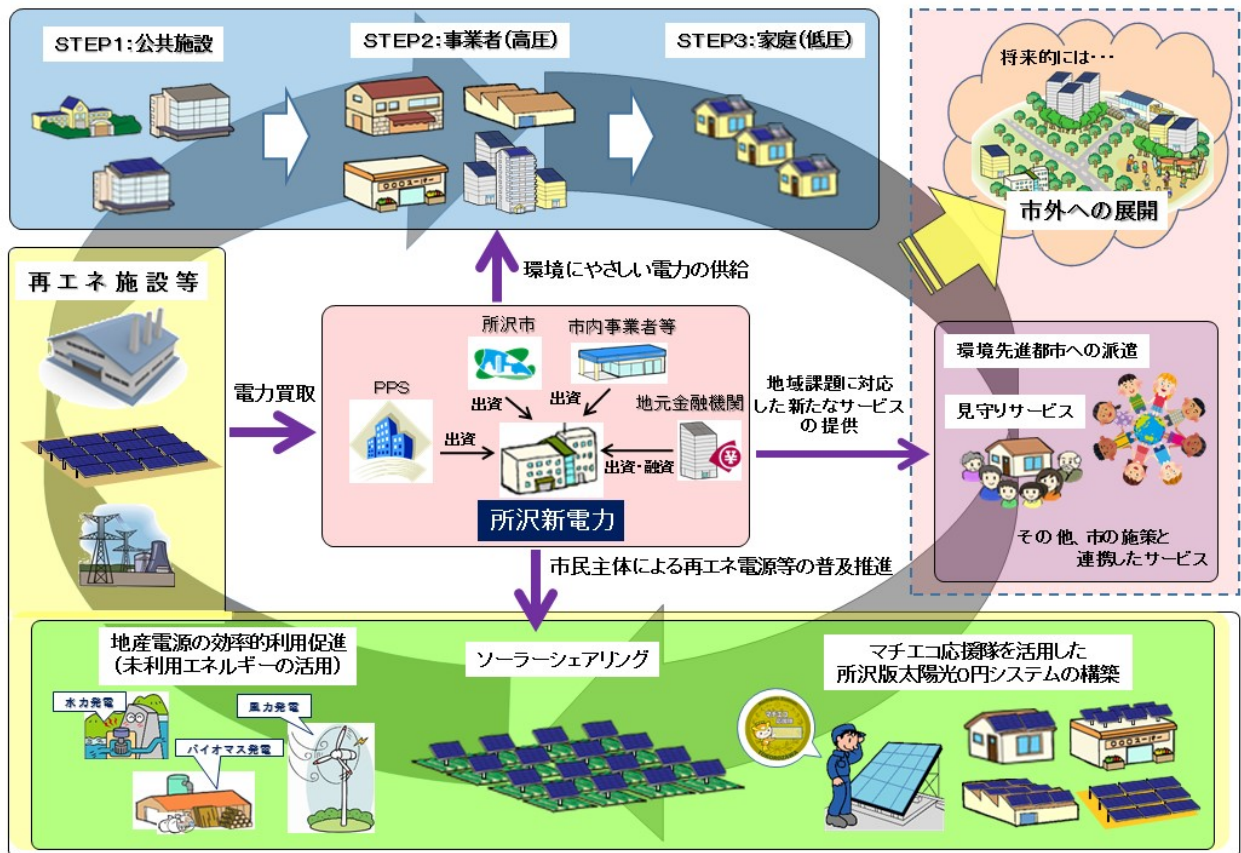 STEP1:公共施設
STEP2:事業者(高圧)
STEP3:家庭(低圧)
将来的には・・・
市外への展開
再エネ施設等
環境にやさしい電力の供給
電力買取
所沢市
市内事業者等
PPS
出資
出資
出資
地元金融機関
出資・融資
所沢新電力
地域課題に対応
した新たなサービス
の提供
環境先進都市への派遣
見守りサービス
その他、市の施策と
連携したサービス
市民主体による再エネ電源等の普及推進
地産電源の効率的利用促進
(未利用エネルギーの活用)
水力発電
風力発電
バイオマス発電
ソーラーシェアリング
マチエコ応援隊を活用した
所沢版太陽光0円システムの構築